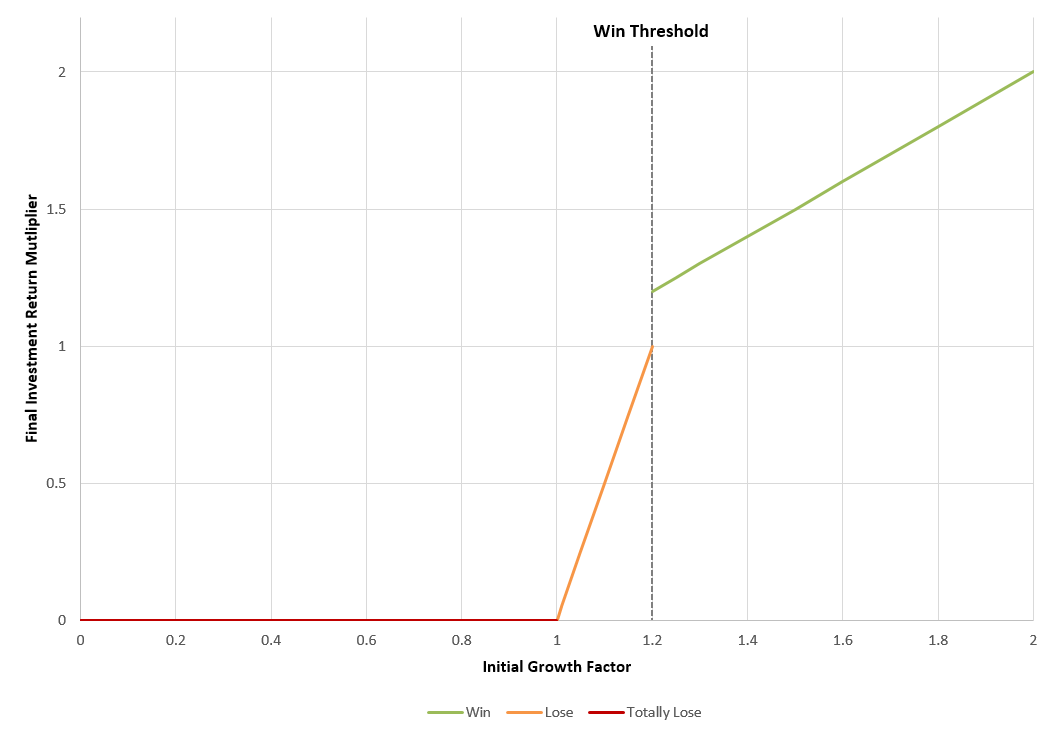 Win Threshold
2
1.5
1
0.5
0
Final Investment Return Mutliplier
0 0.2 0.4 0.6 0.8 1 1.2 1.4 1.6 1.8 2
Initial Growth Factor
Win Lose Totally Lose